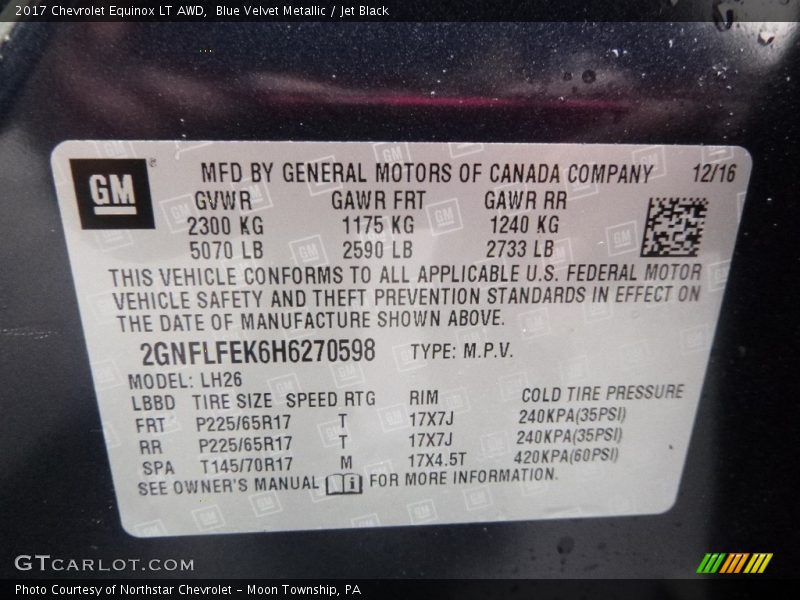 2017 Chevrolet Equinox LT AWD,  Blue Velvet Metallic / Jet Black
GM
MFD BY GENERAL MOTORS OF CANADA COMPANY 12/16
GVWR GAWR FRT GAWR RR
2300 KG 1175 KG 1240 KG
5070 LB 2590 LB 2733 LB
THIS VEHICLE CONFORMS TO ALL APPLICABLE U.S. FEDERAL MOTOR
VEHICLE SAFETY AND THEFT PREVENTION STANDARDS IN EFFECT ON
THE DATE OF MANUFACTURE SHOWN ABOVE.
2GNFLFEK6H6270598 TYPE: M.P.V.
MODEL: LH26
LBBD TIRE SIZE SPEED RTG RIM COLD TIRE PRESSURE
FRT P225/65R17 T 17X7J 240KPA(35PSI)
RR P225/65R17 T 17X7J 240KPA(35PSI)
SPA T145/70R17 M 17X4.5T 420KPA(60PSI)
SEE OWNER'S MANUAL FOR MORE INFORMATION.
GTCARLOT.COM
Photo Courtesy of Northstar Chevrolet - Moon Township, PA